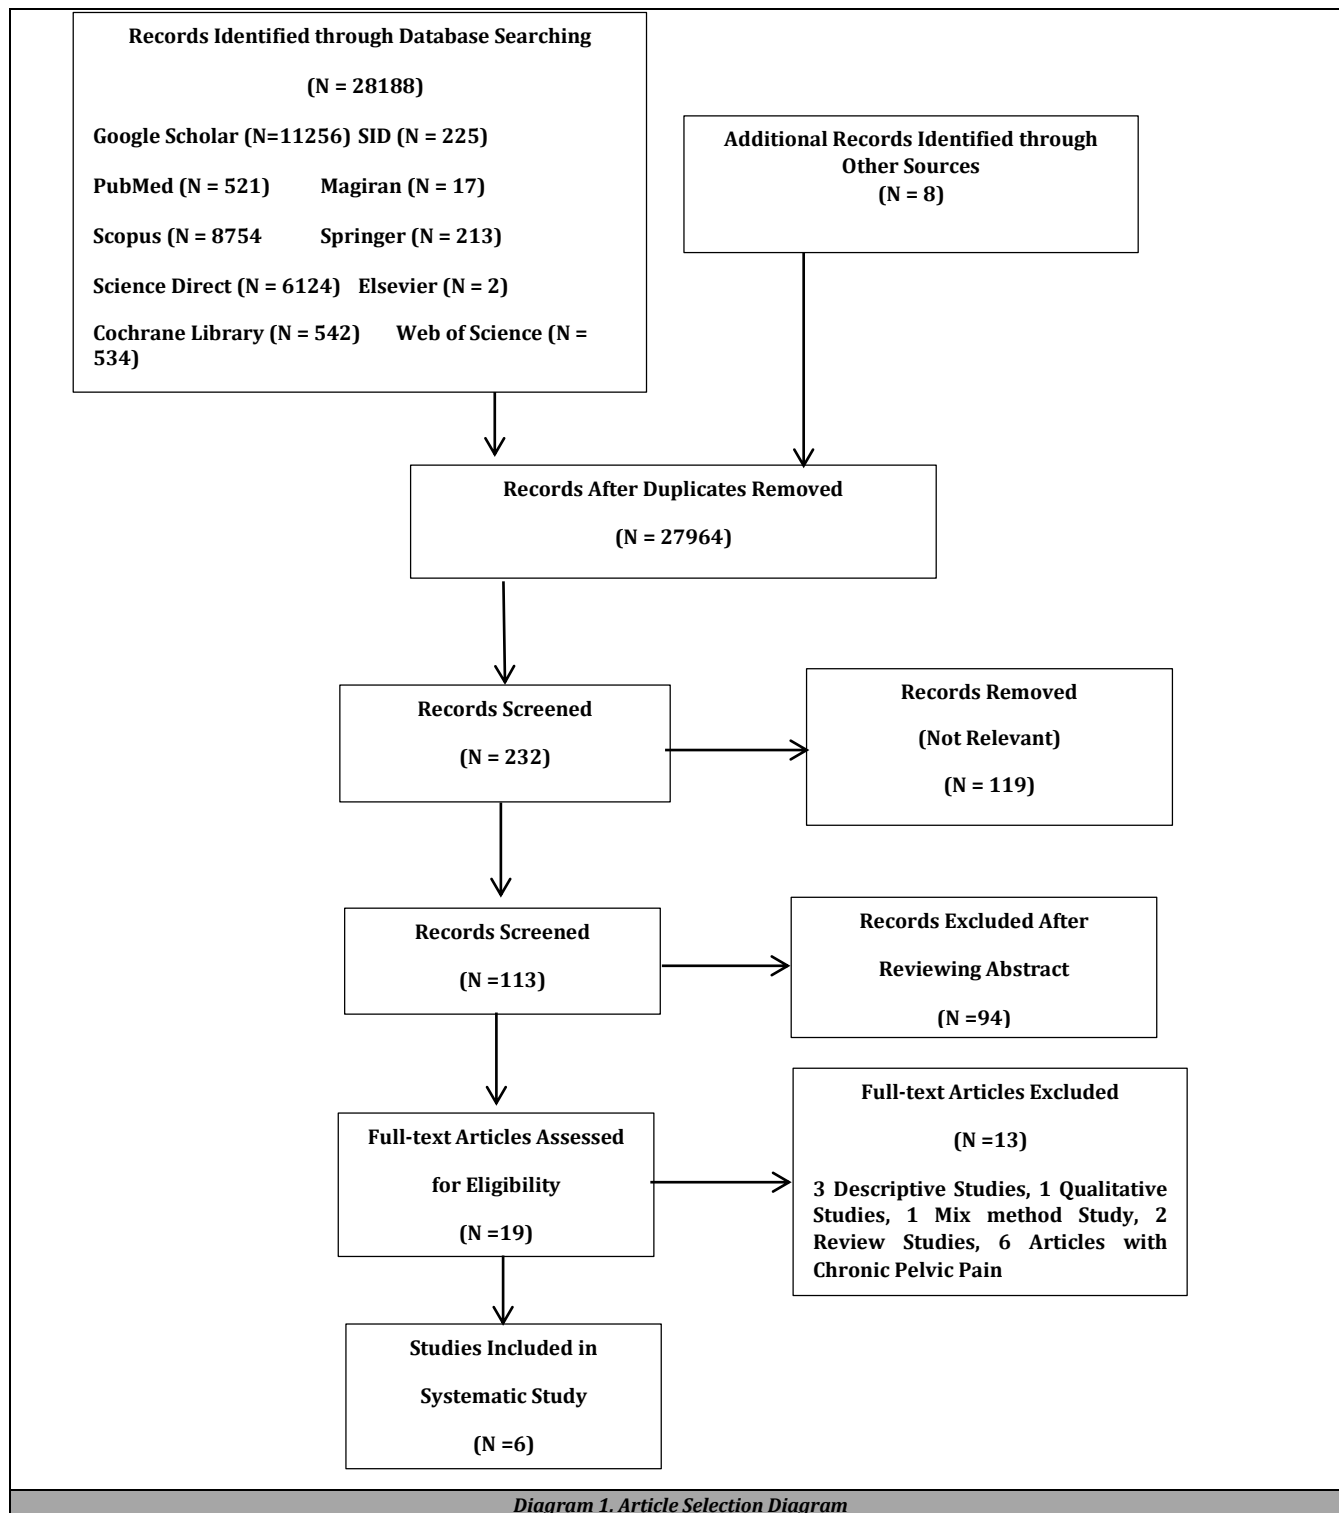 Records Identified through Database Searching
(N = 28188)
Google Scholar (N=11256) SID (N = 225)
PubMed (N = 521) Magiran (N = 17)
Scopus (N = 8754 Springer (N = 213)
Science Direct (N = 6124) Elsevier (N = 2)
Cochrane Library (N = 542) Web of Science (N =
534)
Additional Records Identified through
Other Sources
(N = 8)
Records After Duplicates Removed
(N = 27964)
Records Screened
(N = 232)
Records Removed
(Not Relevant)
(N = 119)
Records Screened
(N =113)
Records Excluded After
Reviewing Abstract
(N =94)
Full-text Articles Assessed
for Eligibility
(N =19)
Full-text Articles Excluded
(N =13)
3 Descriptive Studies, 1 Qualitative
Studies, 1 Mix method Study, 2
Review Studies, 6 Articles with
Chronic Pelvic Pain
Studies Included in
Systematic Study
(N =6)
Diagram 1. Article Selection Diagram